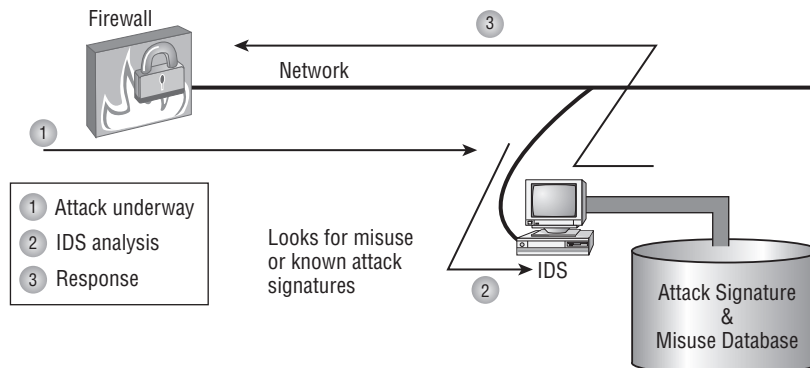 Firewall
3
Network
1
1 Attack underway
2 IDS analysis
3 Response
Looks for misuse
or known attack
signatures
2
IDS
Attack Signature
&
Misuse Database